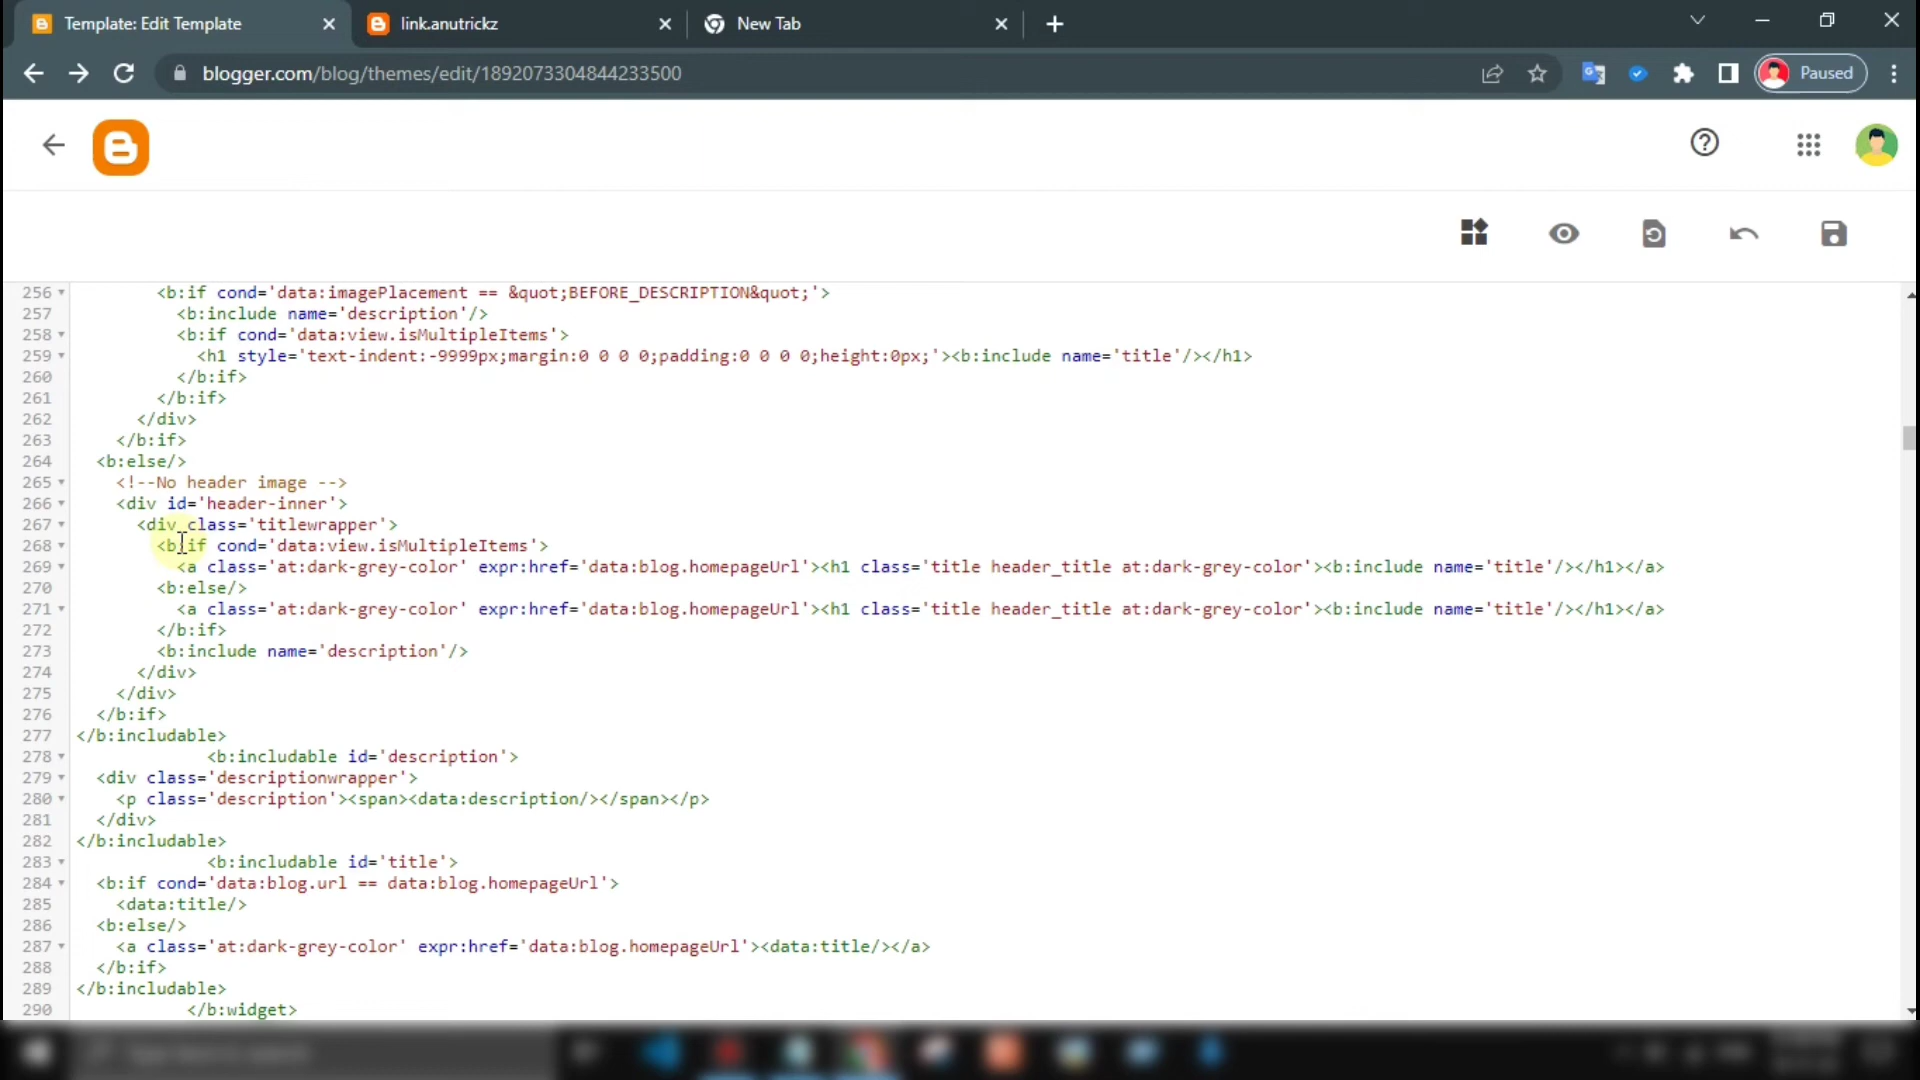 Template: Edit Template
link.anutrickz
New Tab
blogger.com/blog/themes/edit/1892073304844233500
Paused
256 <b:if cond='data:imagePlacement == &quot;BEFORE_DESCRIPTION&quot;'>
257 <b:include name='description'/>
258 <b:if cond='data:view.isMultipleItems'>
259 <h1 style='text-indent:-9999px;margin:0 0 0 0;padding:0 0 0 0;height:0px;'><b:include name='title'/></h1>
260 </b:if>
261 </b:if>
262 </div>
263 </b:if>
264 <b:else/>
265 <!--No header image -->
266 <div id='header-inner'>
267 <div class='titlewrapper'>
268 <b:if cond='data:view.isMultipleItems'>
269 <a class='at:dark-grey-color' expr:href='data:blog.homepageUrl'><h1 class='title header_title at:dark-grey-color'><b:include name='title'/></h1></a>
270 <b:else/>
271 <a class='at:dark-grey-color' expr:href='data:blog.homepageUrl'><h1 class='title header_title at:dark-grey-color'><b:include name='title'/></h1></a>
272 </b:if>
273 <b:include name='description'/>
274 </div>
275 </div>
276 </b:if>
277 </b:includable>
278 <b:includable id='description'>
279 <div class='descriptionwrapper'>
280 <p class='description'><span><data:description/></span></p>
281 </div>
282 </b:includable>
283 <b:includable id='title'>
284 <b:if cond='data:blog.url == data:blog.homepageUrl'>
285 <data:title/>
286 <b:else/>
287 <a class='at:dark-grey-color' expr:href='data:blog.homepageUrl'><data:title/></a>
288 </b:if>
289 </b:includable>
290 </b:widget>